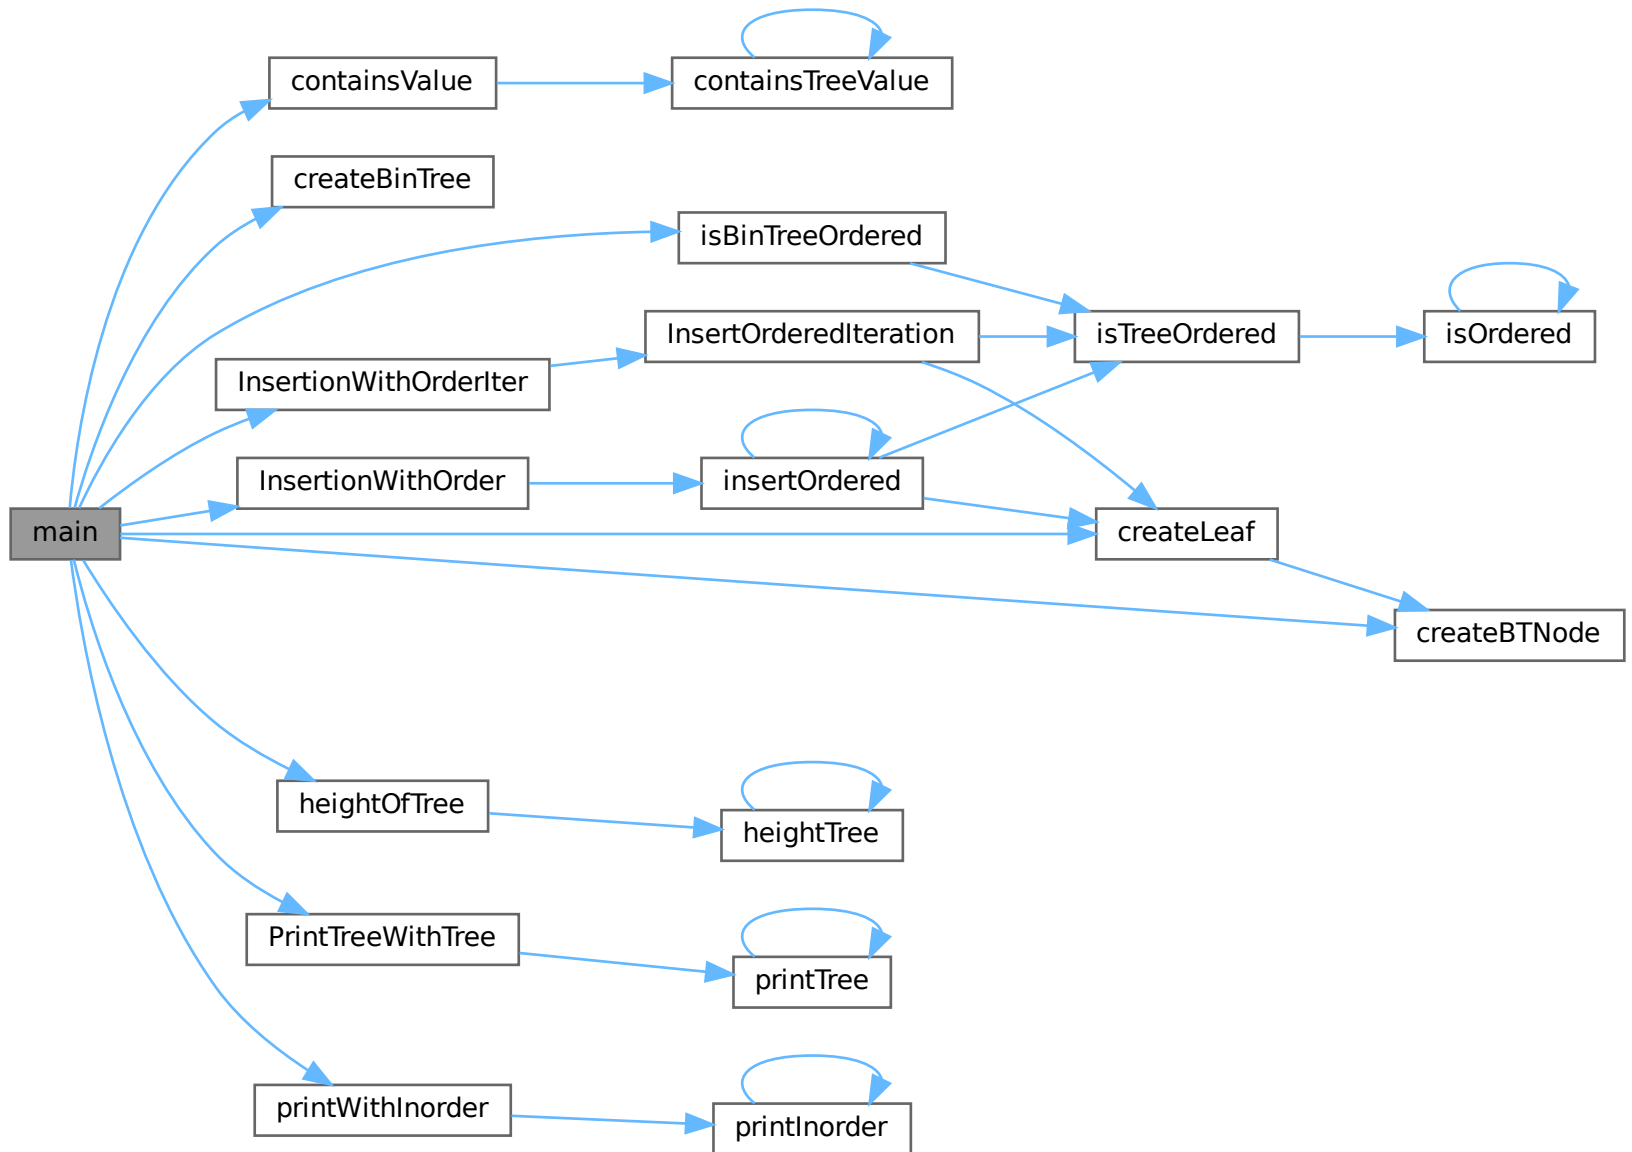 containsValue
containsTreeValue
createBinTree
isBinTreeOrdered
InsertOrderedIteration
isTreeOrdered
isOrdered
InsertionWithOrderIter
InsertionWithOrder
insertOrdered
main
createLeaf
createBTNode
heightOfTree
heightTree
PrintTreeWithTree
printTree
printWithInorder
printInorder